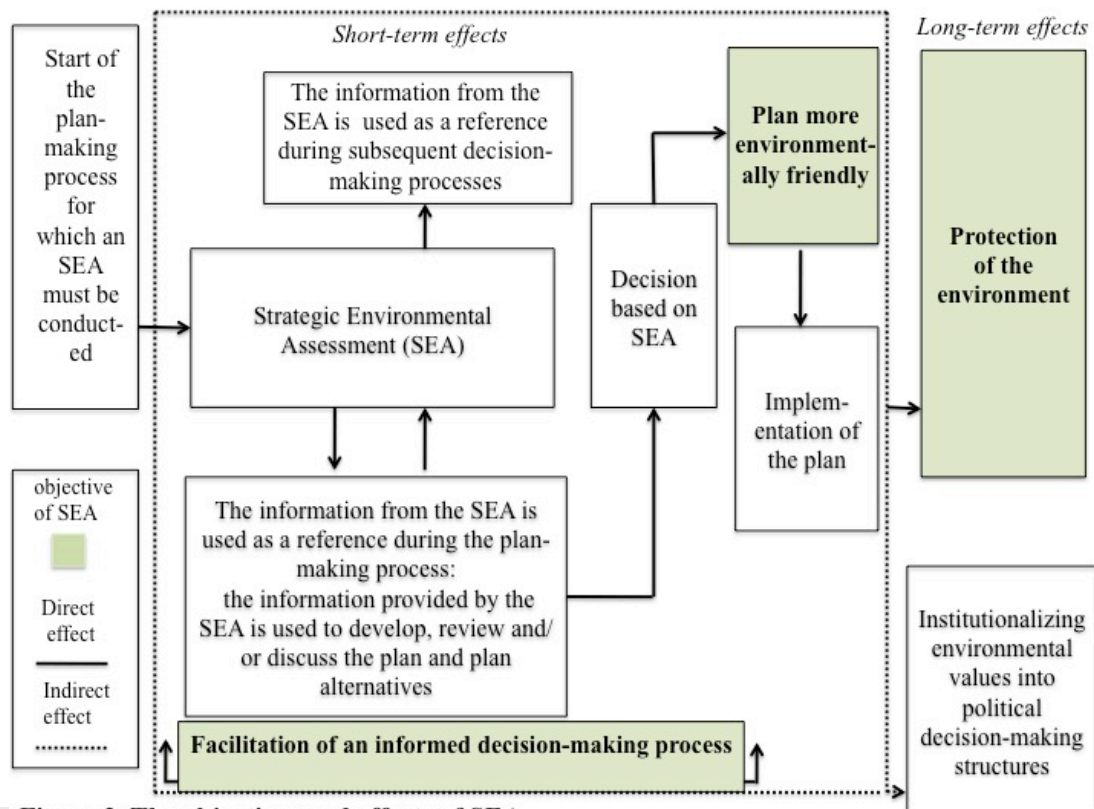 Short-term effects
Long-term effects
Start of
the
plan-
making
process
for
which an
SEA
must be
conduct-
ed
The information from the
SEA is used as a reference
during subsequent decision-
making processes
Strategic Environmental
Assessment (SEA)
The information from the SEA is
used as a reference during the plan-
making process:
the information provided by the
SEA is used to develop, review and/
or discuss the plan and plan
alternatives
Facilitation of an informed decision-making process
Decision
based on
SEA
Plan more
environment-
ally friendly
Implem-
entation of
the plan
Protection
of the
environment
Institutionalizing
environmental
values into
political
decision-making
structures
objective
of SEA
Direct
effect
Indirect
effect